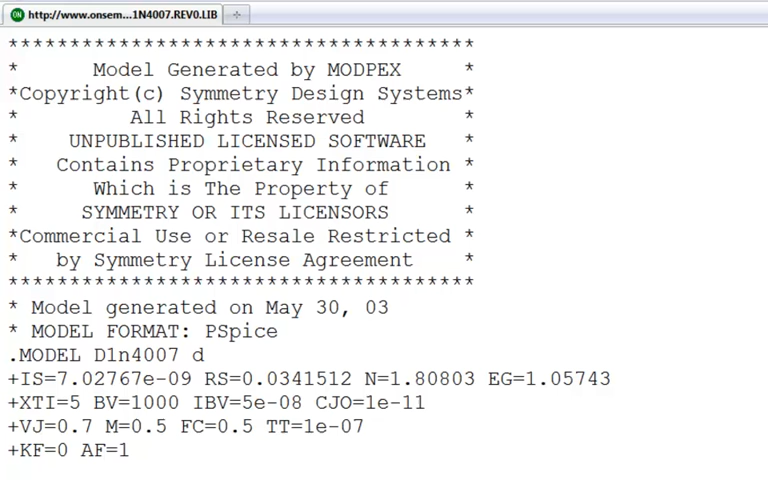 ON http://www.onsem...1N4007.REV0.LIB
**************************************
* Model Generated by MODPEX *
*Copyright(c) Symmetry Design Systems*
* All Rights Reserved *
* UNPUBLISHED LICENSED SOFTWARE *
* Contains Proprietary Information *
* Which is The Property of *
* SYMMETRY OR ITS LICENSORS *
*Commercial Use or Resale Restricted *
* by Symmetry License Agreement *
**************************************
* Model generated on May 30, 03
* MODEL FORMAT: PSpice
.MODEL D1n4007 d
+IS=7.02767e-09 RS=0.0341512 N=1.80803 EG=1.05743
+XTI=5 BV=1000 IBV=5e-08 CJO=1e-11
+VJ=0.7 M=0.5 FC=0.5 TT=1e-07
+KF=0 AF=1